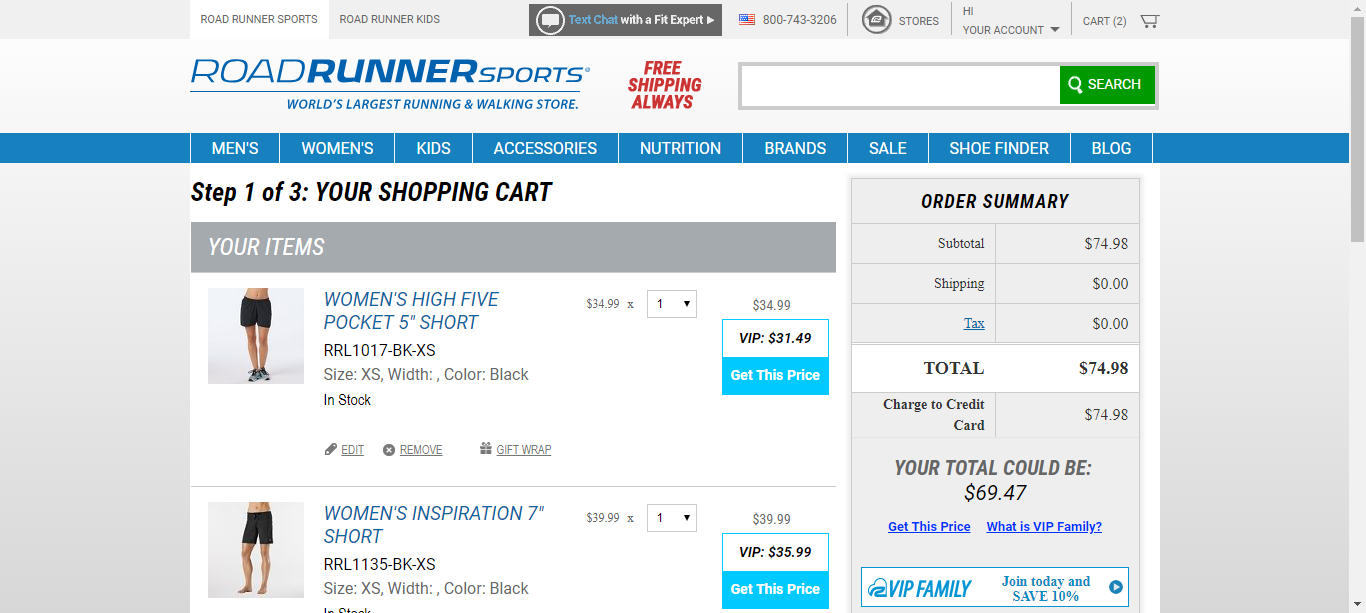 ROAD RUNNER SPORTS
ROAD RUNNER KIDS
Text Chat with a Fit Expert
800-743-3206
STORES
HI
YOUR ACCOUNT
CART (2)
ROADRUNNERSPORTS
WORLD'S LARGEST RUNNING & WALKING STORE.
FREE
SHIPPING
ALWAYS
SEARCH
MEN'S
WOMEN'S
KIDS
ACCESSORIES
NUTRITION
BRANDS
SALE
SHOE FINDER
BLOG
Step 1 of 3: YOUR SHOPPING CART
YOUR ITEMS
WOMEN'S HIGH FIVE
POCKET 5" SHORT
RRL1017-BK-XS
Size: XS, Width: , Color: Black
In Stock
EDIT
REMOVE
GIFT WRAP
$34.99 x
1
$34.99
VIP: $31.49
Get This Price
WOMEN'S INSPIRATION 7"
SHORT
RRL1135-BK-XS
Size: XS, Width: , Color: Black
In Stock
$39.99 x
1
$39.99
VIP: $35.99
Get This Price
ORDER SUMMARY
Subtotal $74.98
Shipping $0.00
Tax $0.00
TOTAL $74.98
Charge to Credit
Card
$74.98
YOUR TOTAL COULD BE:
$69.47
Get This Price
What is VIP Family?
VIP FAMILY
Join today and
SAVE 10%